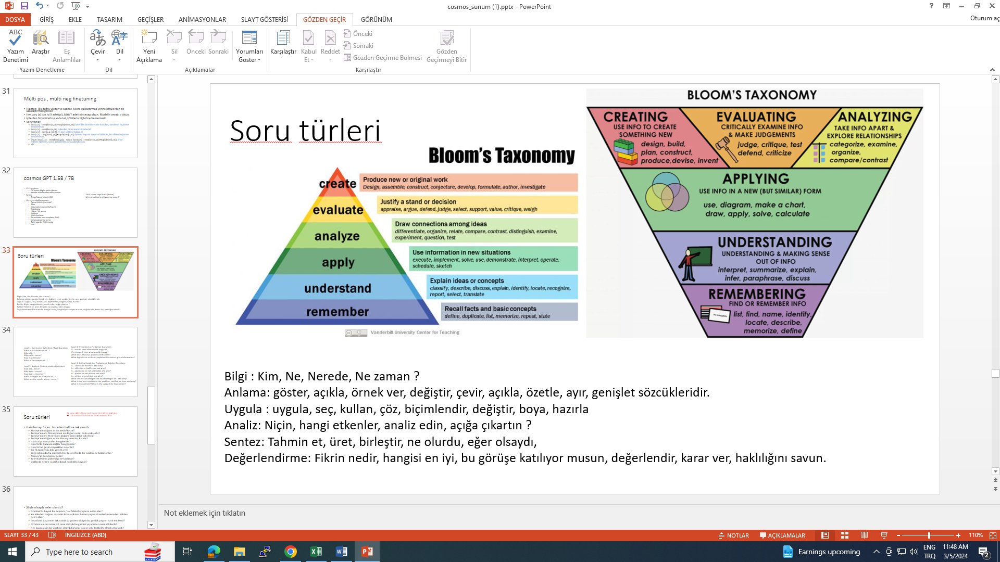 cosmos_sunum (1).pptx - PowerPoint
DOSYA GİRİŞ EKLE TASARIM GEÇİŞLER ANİMASYONLAR SLAYT GÖSTERİSİ GÖZDEN GEÇİR GÖRÜNÜM
Oturum aç
ABC
Yazım Denetimi
Araştır
Eş Anlamlılar
Çevir
Dil
Yeni Açıklama
Sil
Önceki
Sonraki
Yorumları Göster
Karşılaştır
Kabul Et
Reddet
Önceki
Sonraki
Gözden Geçirme Bölmesi
Gözden Geçirmeyi Bitir
Yazım Denetleme
Dil
Açıklamalar
Karşılaştır
31
Multi pos , multi neg finetuning
32
cosmos GPT 1.5B / 7B
33
Soru türleri
34
35
Soru türleri
36
Şöyle olsaydı neler olurdu?
Soru türleri
Bloom's Taxonomy
create
Produce new or original work
Design, assemble, construct, conjecture, develop, formulate, author, investigate
evaluate
Justify a stand or decision
appraise, argue, defend, judge, select, support, value, critique, weigh
analyze
Draw connections among ideas
differentiate, organize, relate, compare, contrast, distinguish, examine,
experiment, question, test
apply
Use information in new situations
execute, implement, solve, use, demonstrate, interpret, operate,
schedule, sketch
understand
Explain ideas or concepts
classify, describe, discuss, explain, identify, locate, recognize,
report, select, translate
remember
Recall facts and basic concepts
define, duplicate, list, memorize, repeat, state
Vanderbilt University Center for Teaching
BLOOM'S TAXONOMY
CREATING
USE INFO TO CREATE
SOMETHING NEW
design, build,
plan, construct,
produce,devise, invent
EVALUATING
CRITICALLY EXAMINE INFO
& MAKE JUDGEMENTS
judge, critique, test
defend, criticize
ANALYZING
TAKE INFO APART &
EXPLORE RELATIONSHIPS
categorize, examine,
organize,
compare/contrast
APPLYING
USE INFO IN A NEW (BUT SIMILAR) FORM
use, diagram, make a chart,
draw, apply, solve, calculate
UNDERSTANDING
UNDERSTANDING & MAKING SENSE
OUT OF INFO
interpret, summarize, explain,
infer, paraphrase, discuss
REMEMBERING
FIND OR REMEMBER INFO
list, find, name, identify,
locate, describe,
memorize, define
Bilgi : Kim, Ne, Nerede, Ne zaman ?
Anlama: göster, açıkla, örnek ver, değiştir, çevir, açıkla, özetle, ayır, genişlet sözcükleridir.
Uygula : uygula, seç, kullan, çöz, biçimlendir, değiştir, boya, hazırla
Analiz: Niçin, hangi etkenler, analiz edin, açığa çıkartın ?
Sentez: Tahmin et, üret, birleştir, ne olurdu, eğer olsaydı,
Değerlendirme: Fikrin nedir, hangisi en iyi, bu görüşe katılıyor musun, değerlendir, karar ver, haklılığını savun.
Not eklemek için tıklatın
SLAYT 33 / 43 İNGİLİZCE (ABD)
NOTLAR AÇIKLAMALAR
110%
Type here to search
Earnings upcoming
ENG
TRQ
11:48 AM
3/5/2024
2